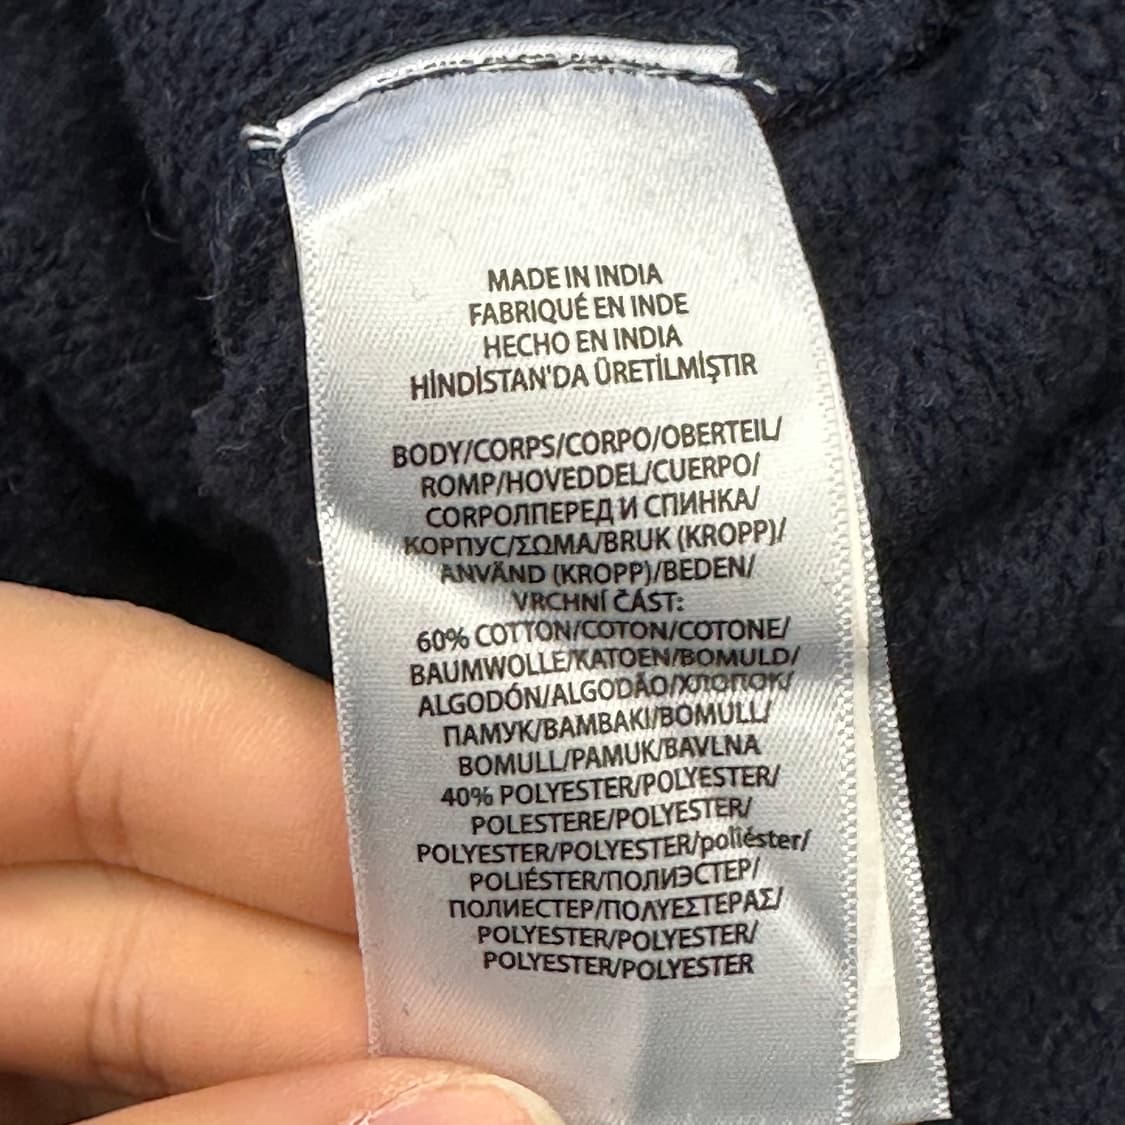 MADE IN INDIA
FABRIQUÉ EN INDE
HECHO EN INDIA
HİNDİSTAN'DA ÜRETİLMİŞTIR
BODY/CORPS/CORPO/OBERTEIL/
ROMP/HOVEDDEL/CUERPO/
CORPOЛПЕРЕД И СПИНКА/
КОРПУС/ΣΩΜΑ/BRUK (KROPP)/
ANVÄND (KROPP)/BEDEN/
VRCHNÍ ČÁST:
60% COTTON/COTON/COTONE/
BAUMWOLLE/KATOEN/BOMULD/
ALGODÓN/ALGODÃO/ХЛОПОК/
ПАМУК/BAMBAKI/BOMULL/
BOMULL/PAMUK/BAVLNA
40% POLYESTER/POLYESTER/
POLESTERE/POLYESTER/
POLYESTER/POLYESTER/poliéster/
POLIÉSTER/ПОЛИЭСТЕР/
ПОЛИЕСТЕР/ΠΟΛΥΕΣΤΕΡΑΣ/
POLYESTER/POLYESTER/
POLYESTER/POLYESTER